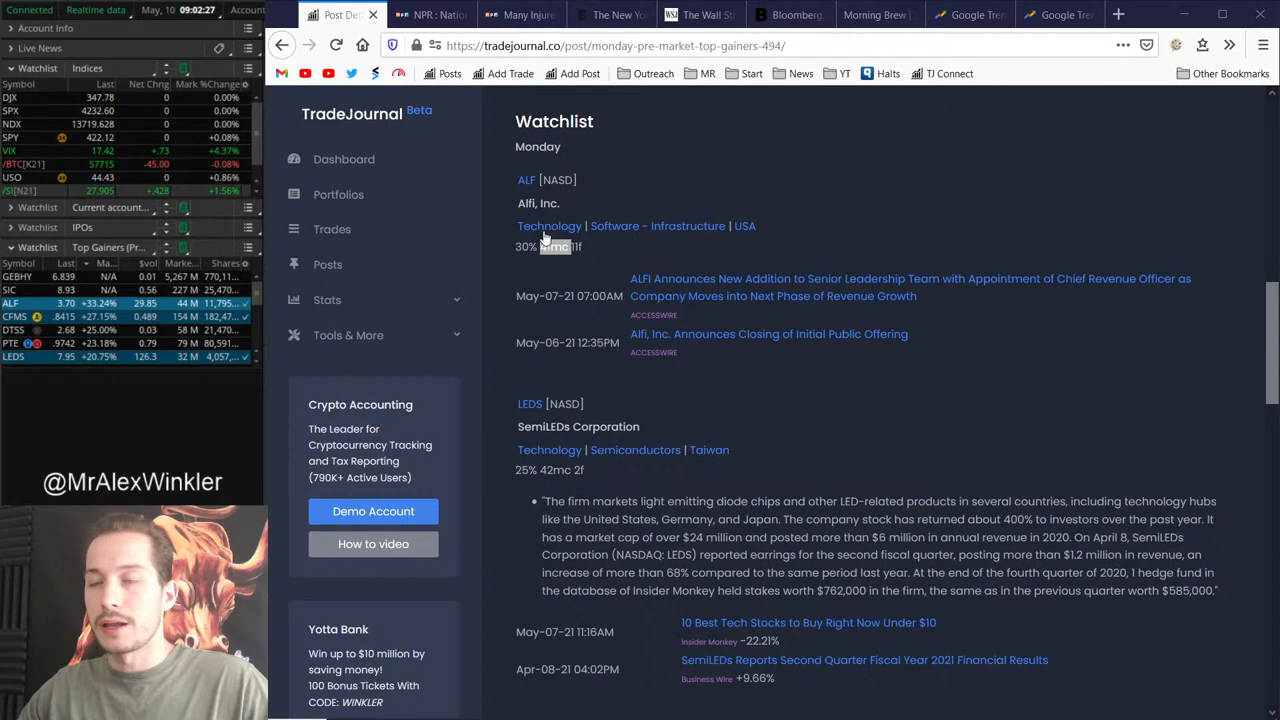 Connected
Realtime data
May, 10
09:02:27
Account
Account Info
Live News
Watchlist Indices
Symbol Last Net Chng Mark %Change
DJX 347.78 0 0.00%
SPX 4232.60 0 0.00%
NDX 13719.628 0 0.00%
SPY 422.12 0 +0.08%
VIX 17.42 +.73 +4.37%
/BTC[K21] 57715 -45.00 -0.08%
USO 44.43 0 +0.86%
/SI[N21] 27.905 +.428 +1.56%
Watchlist Current account...
Watchlist IPOs
Watchlist Top Gainers (Pr...
Symbol Last Ma... $vol Marke... Shares
GEBHY 6.839 N/A 0 5,267 M 770,11...
SIC 8.93 N/A 0 227 M 24,56...
ALF 3.70 +33.24% 29.85 44 M 11,795...
CFMS .8415 +27.15% 0.489 154 M 182,47...
DTSS 2.68 +25.00% 0.03 58 M 21,470...
PTE .9742 +23.18% 0.79 79 M 80,591...
LEDS 7.95 +20.75% 126.3 32 M 4,057,...
@MrAlexWinkler
Post Det
NPR : Nation
Many Injure
The New Yo
WSJ
The Wall St
Bloomberg
Morning Brew |
Google Tren
Google Tren
https://tradejournal.co/post/monday-pre-market-top-gainers-494/
Posts Add Trade Add Post Outreach MR Start News YT Halts TJ Connect Other Bookmarks
TradeJournal Beta
Dashboard
Portfolios
Trades
Posts
Stats
Tools & More
Crypto Accounting
The Leader for
Cryptocurrency Tracking
and Tax Reporting
(790K+ Active Users)
Demo Account
How to video
Yotta Bank
Win up to $10 million by
saving money!
100 Bonus Tickets With
CODE: WINKLER
Watchlist
Monday
ALF [NASD]
Alfi, Inc.
Technology | Software - Infrastructure | USA
30% 41mc 11f
May-07-21 07:00AM
ALFI Announces New Addition to Senior Leadership Team with Appointment of Chief Revenue Officer as
Company Moves into Next Phase of Revenue Growth
ACCESSWIRE
May-06-21 12:35PM
Alfi, Inc. Announces Closing of Initial Public Offering
ACCESSWIRE
LEDS [NASD]
SemiLEDs Corporation
Technology | Semiconductors | Taiwan
25% 42mc 2f
"The firm markets light emitting diode chips and other LED-related products in several countries, including technology hubs
like the United States, Germany, and Japan. The company stock has returned about 400% to investors over the past year. It
has a market cap of over $24 million and posted more than $6 million in annual revenue in 2020. On April 8, SemiLEDs
Corporation (NASDAQ: LEDS) reported earnings for the second fiscal quarter, posting more than $1.2 million in revenue, an
increase of more than 68% compared to the same period last year. At the end of the fourth quarter of 2020, 1 hedge fund in
the database of Insider Monkey held stakes worth $762,000 in the firm, the same as in the previous quarter worth $585,000."
May-07-21 11:16AM
10 Best Tech Stocks to Buy Right Now Under $10
Insider Monkey -22.21%
Apr-08-21 04:02PM
SemiLEDs Reports Second Quarter Fiscal Year 2021 Financial Results
Business Wire +9.66%